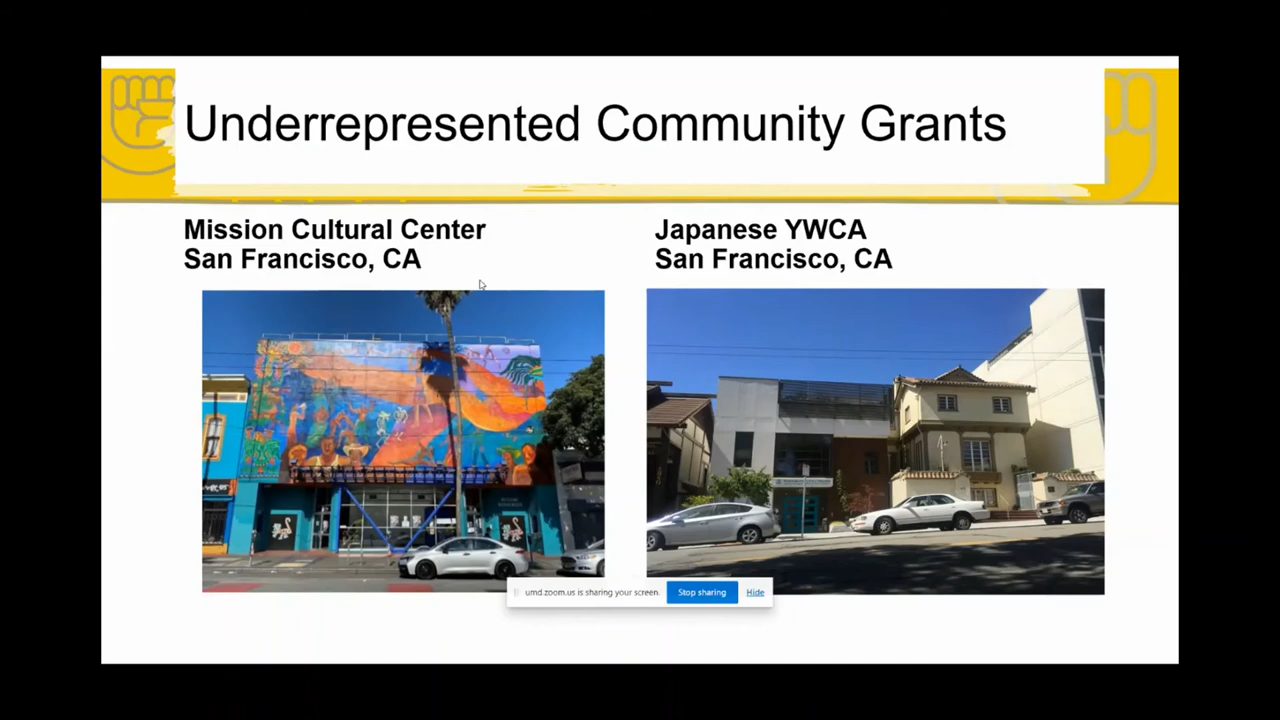 Underrepresented Community Grants
Mission Cultural Center
San Francisco, CA
Japanese YWCA
San Francisco, CA
umd.zoom.us is sharing your screen.
Stop sharing
Hide